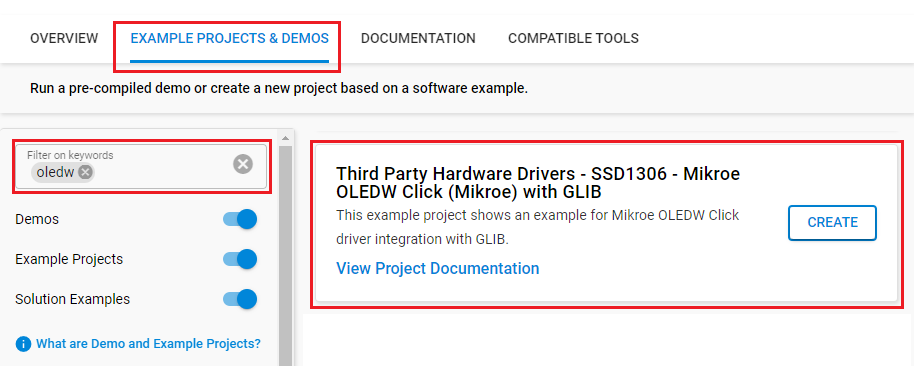 OVERVIEW
EXAMPLE PROJECTS & DEMOS
DOCUMENTATION
COMPATIBLE TOOLS
Run a pre-compiled demo or create a new project based on a software example.
Filter on keywords
oledw
Demos
Example Projects
Solution Examples
What are Demo and Example Projects?
Third Party Hardware Drivers - SSD1306 - Mikroe
OLEDW Click (Mikroe) with GLIB
This example project shows an example for Mikroe OLEDW Click
driver integration with GLIB.
View Project Documentation
CREATE